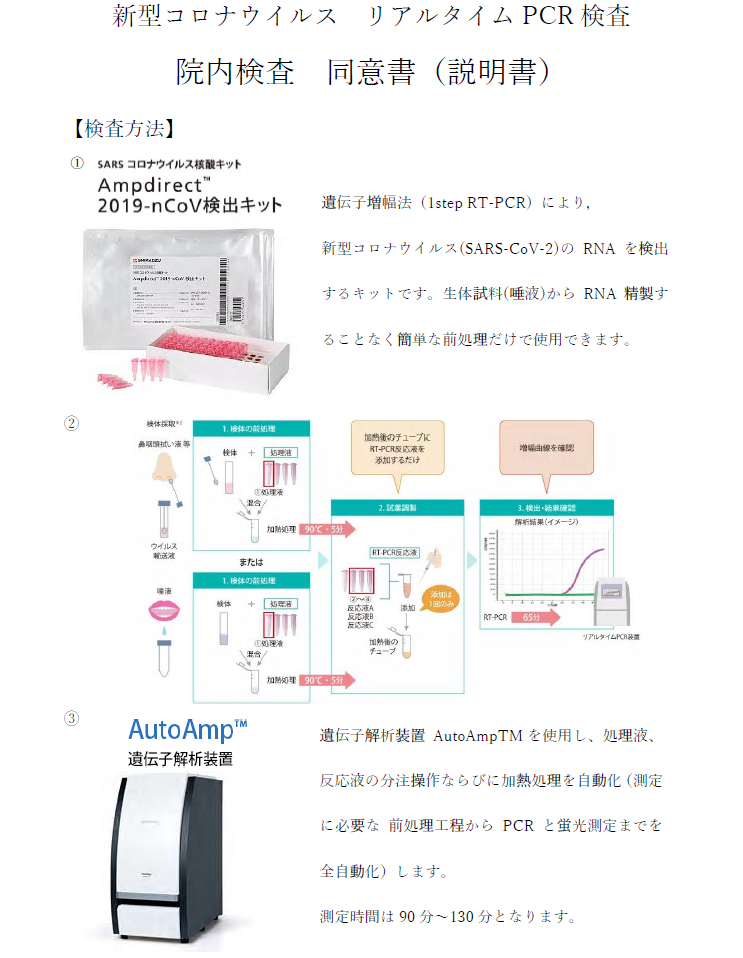 新型コロナウイルス　リアルタイム PCR 検査
院内検査　同意書（説明書）
【検査方法】
①
SARS コロナウイルス核酸キット
Ampdirect™
2019-nCoV検出キット
SHIMADZU
Ampdirect™ 2019-nCoV 検出キット
遺伝子増幅法（1step RT-PCR）により,
新型コロナウイルス(SARS-CoV-2)の RNA を検出
するキットです。生体試料(唾液)から RNA 精製す
ることなく簡単な前処理だけで使用できます。
②
検体採取*²
鼻咽頭拭い液 等
ウイルス
輸送液
唾液
1. 検体の前処理
検体 + 処理液
①処理液
混合
加熱処理 90℃・5分
または
1. 検体の前処理
検体 + 処理液
①処理液
混合
加熱処理 90℃・5分
加熱後のチューブに
RT-PCR反応液を
添加するだけ
2. 試薬調製
RT-PCR反応液
②〜④
反応液A
反応液B
反応液C
添加
添加は
1回のみ
加熱後の
チューブ
増幅曲線を確認
3. 検出・結果確認
解析結果（イメージ）
RT-PCR 65分
リアルタイムPCR装置
③
AutoAmp™
遺伝子解析装置
遺伝子解析装置 AutoAmpTM を使用し、処理液、
反応液の分注操作ならびに加熱処理を自動化 (測定
に必要な 前処理工程から PCR と蛍光測定までを
全自動化）します。
測定時間は 90 分～130 分となります。